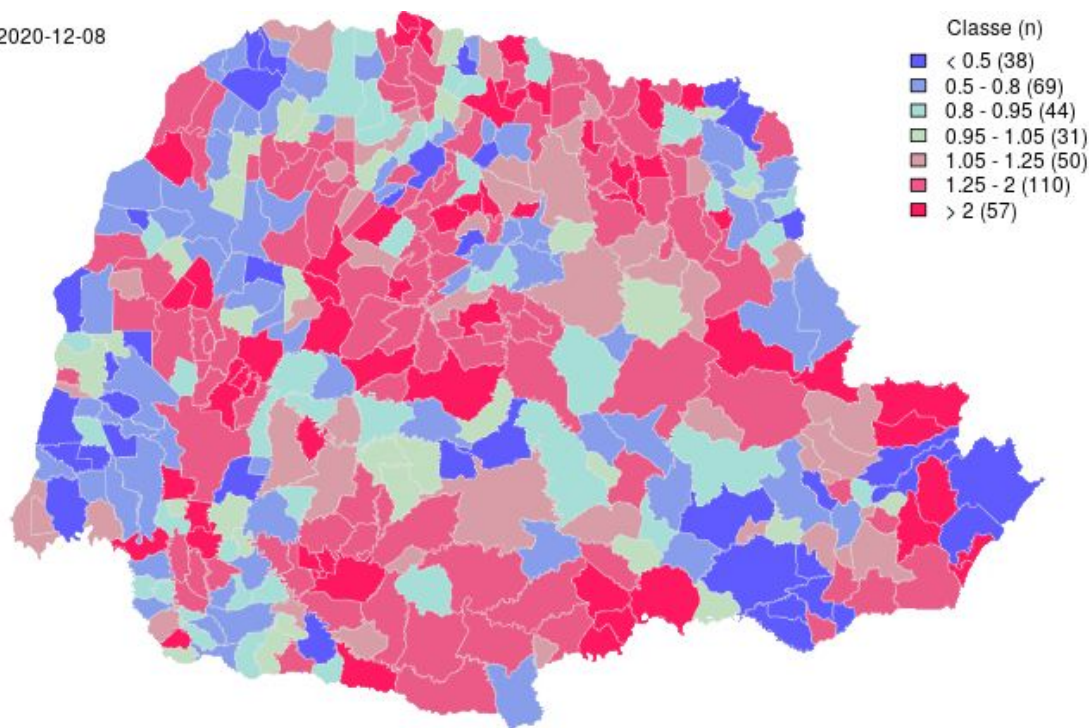 2020-12-08
Classe (n)
< 0.5 (38)
0.5 - 0.8 (69)
0.8 - 0.95 (44)
0.95 - 1.05 (31)
1.05 - 1.25 (50)
1.25 - 2 (110)
> 2 (57)